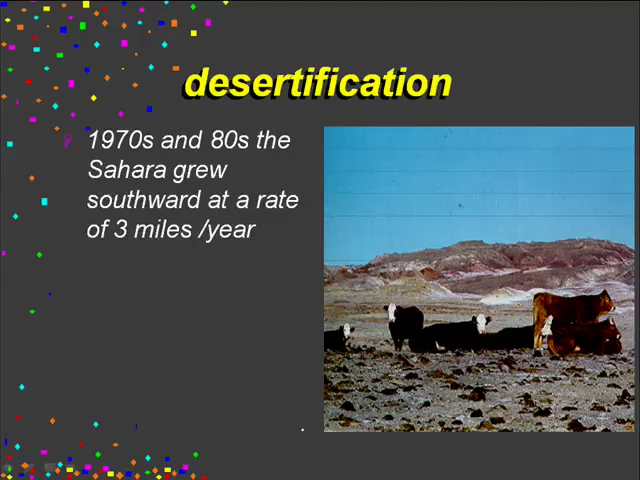 desertification
1970s and 80s the
Sahara grew
southward at a rate
of 3 miles /year